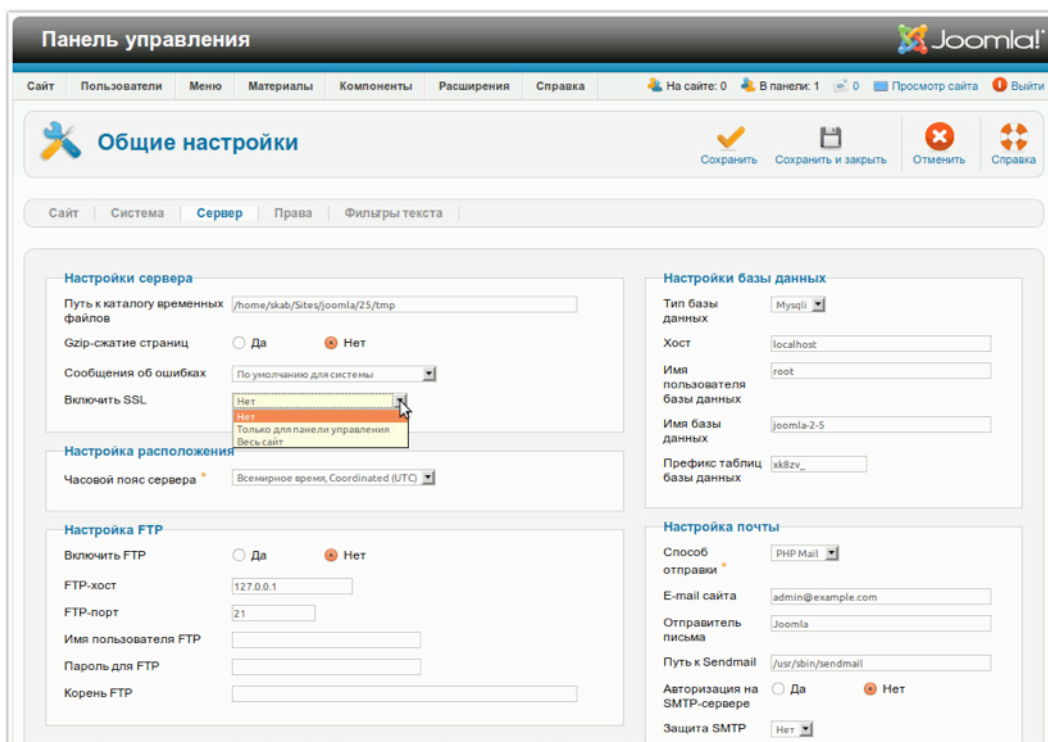 Панель управления
Joomla!
Сайт Пользователи Меню Материалы Компоненты Расширения Справка На сайте: 0 В панели: 1 0 Просмотр сайта Выйти
Общие настройки
Сохранить Сохранить и закрыть Отменить Справка
Сайт Система Сервер Права Фильтры текста
Настройки сервера
Путь к каталогу временных файлов /home/skab/Sites/joomla/25/tmp
Gzip-сжатие страниц Да Нет
Сообщения об ошибках По умолчанию для системы
Включить SSL Нет
Нет
Только для панели управления
Весь сайт
Настройка расположения
Часовой пояс сервера * Всемирное время, Coordinated (UTC)
Настройка FTP
Включить FTP Да Нет
FTP-хост 127.0.0.1
FTP-порт 21
Имя пользователя FTP
Пароль для FTP
Корень FTP
Настройки базы данных
Тип базы данных Mysqli
Хост localhost
Имя пользователя базы данных root
Имя базы данных joomla-2-5
Префикс таблиц базы данных xk8zv_
Настройка почты
Способ отправки * PHP Mail
E-mail сайта admin@example.com
Отправитель письма Joomla
Путь к Sendmail /usr/sbin/sendmail
Авторизация на SMTP-сервере Да Нет
Защита SMTP Нет